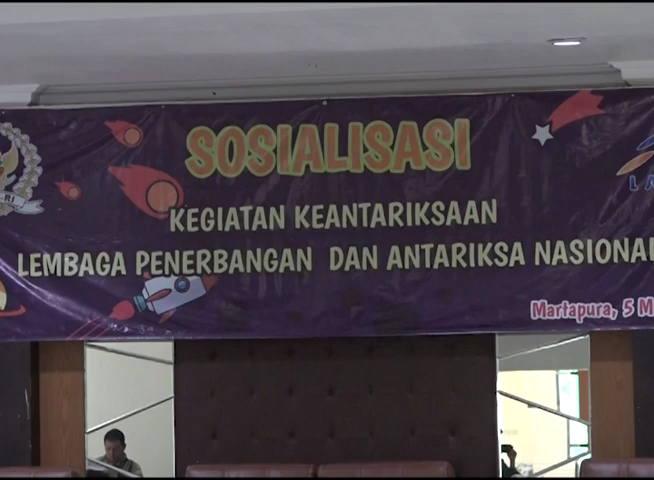 SOSIALISASI
KEGIATAN KEANTARIKSAAN
LEMBAGA PENERBANGAN DAN ANTARIKSA NASIONAL
Martapura, 5 M